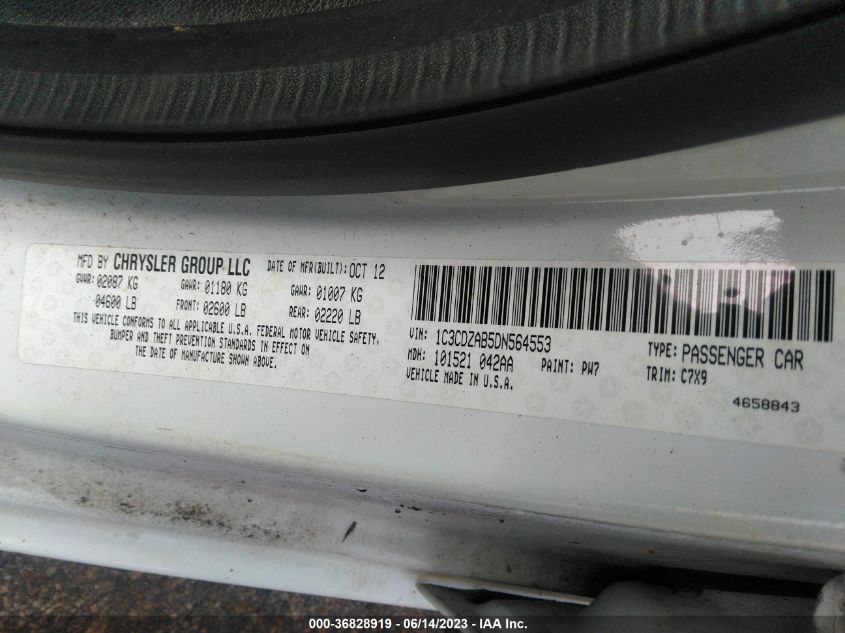 MFD BY CHRYSLER GROUP LLC
DATE OF MFR(BUILT): OCT 12
GVWR: 02087 KG
GAWR: 01180 KG
GAWR: 01007 KG
04600 LB
FRONT: 02600 LB
REAR: 02220 LB
THIS VEHICLE CONFORMS TO ALL APPLICABLE U.S.A. FEDERAL MOTOR VEHICLE SAFETY,
BUMPER AND THEFT PREVENTION STANDARDS IN EFFECT ON
THE DATE OF MANUFACTURE SHOWN ABOVE.
VIN: 1C3CDZAB5DN564553
TYPE: PASSENGER CAR
MDH: 101521 042AA
PAINT: PW7
TRIM: C7X9
VEHICLE MADE IN U.S.A.
4658843
000-36828919 - 06/14/2023 - IAA Inc.